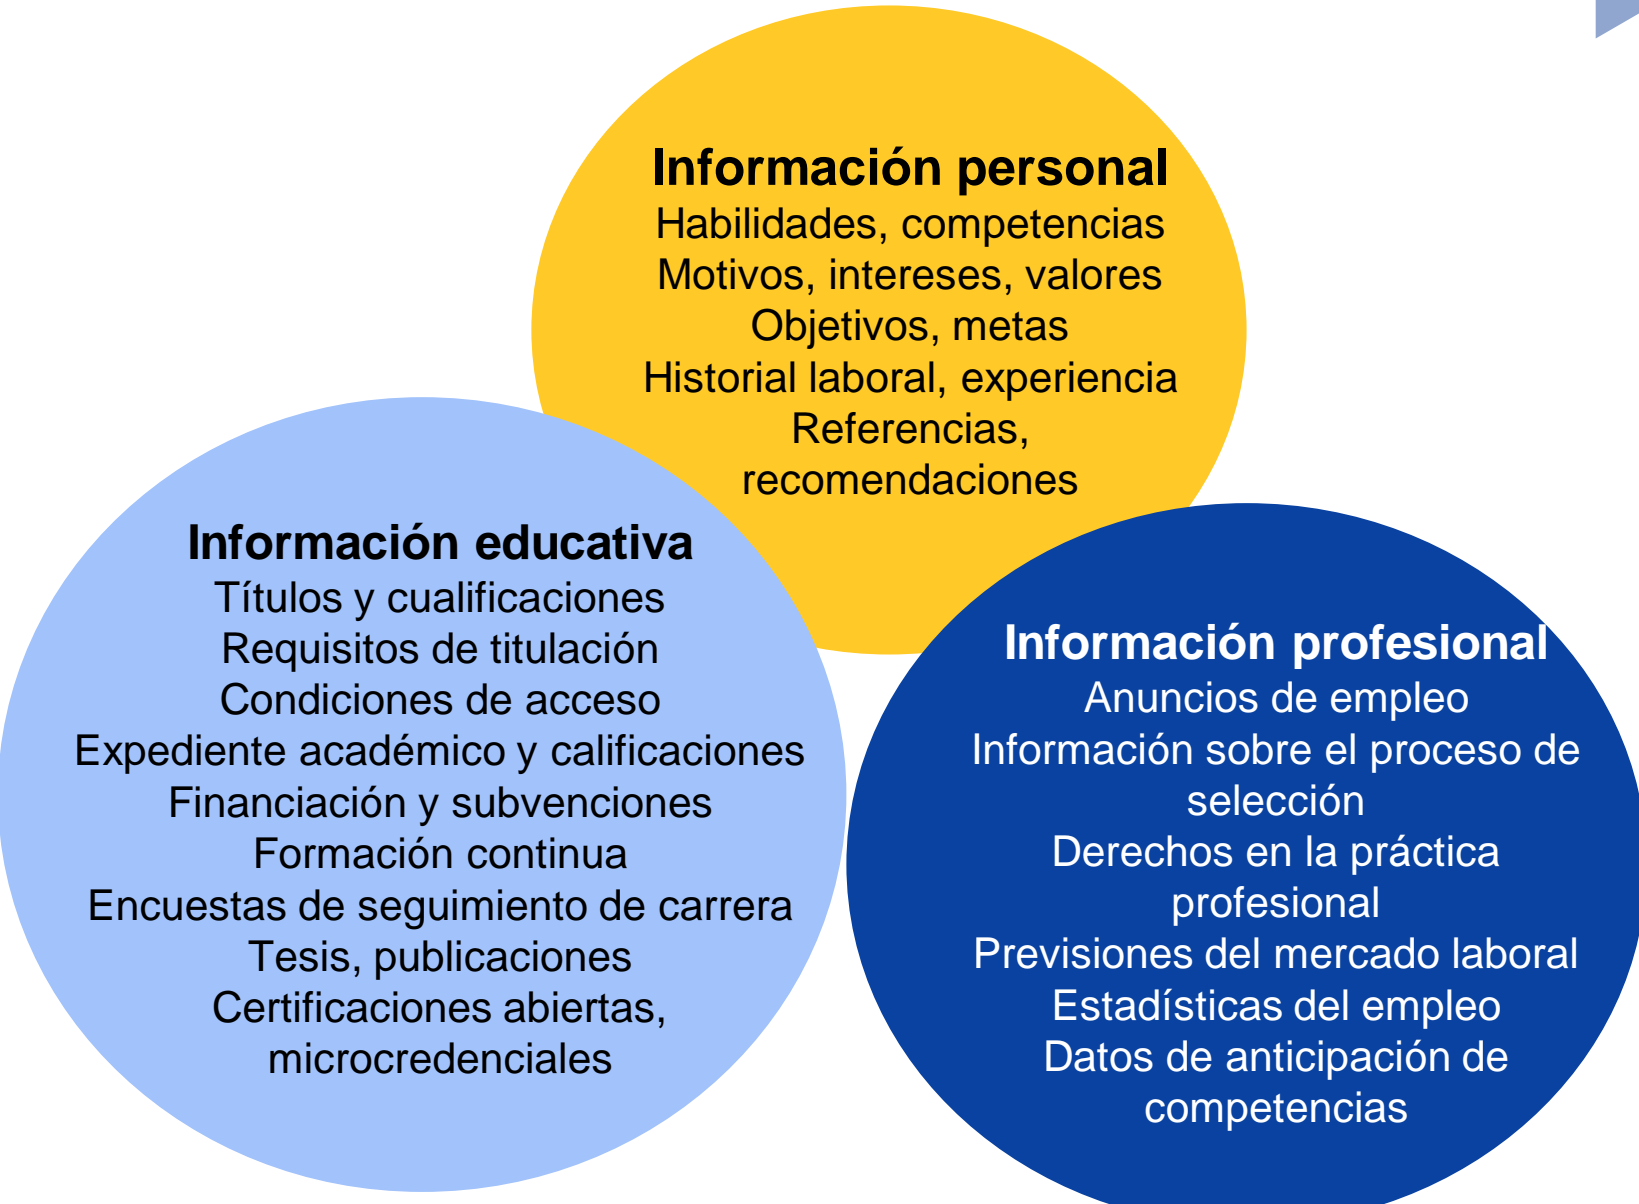 Información personal
Habilidades, competencias
Motivos, intereses, valores
Objetivos, metas
Historial laboral, experiencia
Referencias,
recomendaciones
Información educativa
Títulos y cualificaciones
Requisitos de titulación
Condiciones de acceso
Expediente académico y calificaciones
Financiación y subvenciones
Formación continua
Encuestas de seguimiento de carrera
Tesis, publicaciones
Certificaciones abiertas,
microcredenciales
Información profesional
Anuncios de empleo
Información sobre el proceso de
selección
Derechos en la práctica
profesional
Previsiones del mercado laboral
Estadísticas del empleo
Datos de anticipación de
competencias